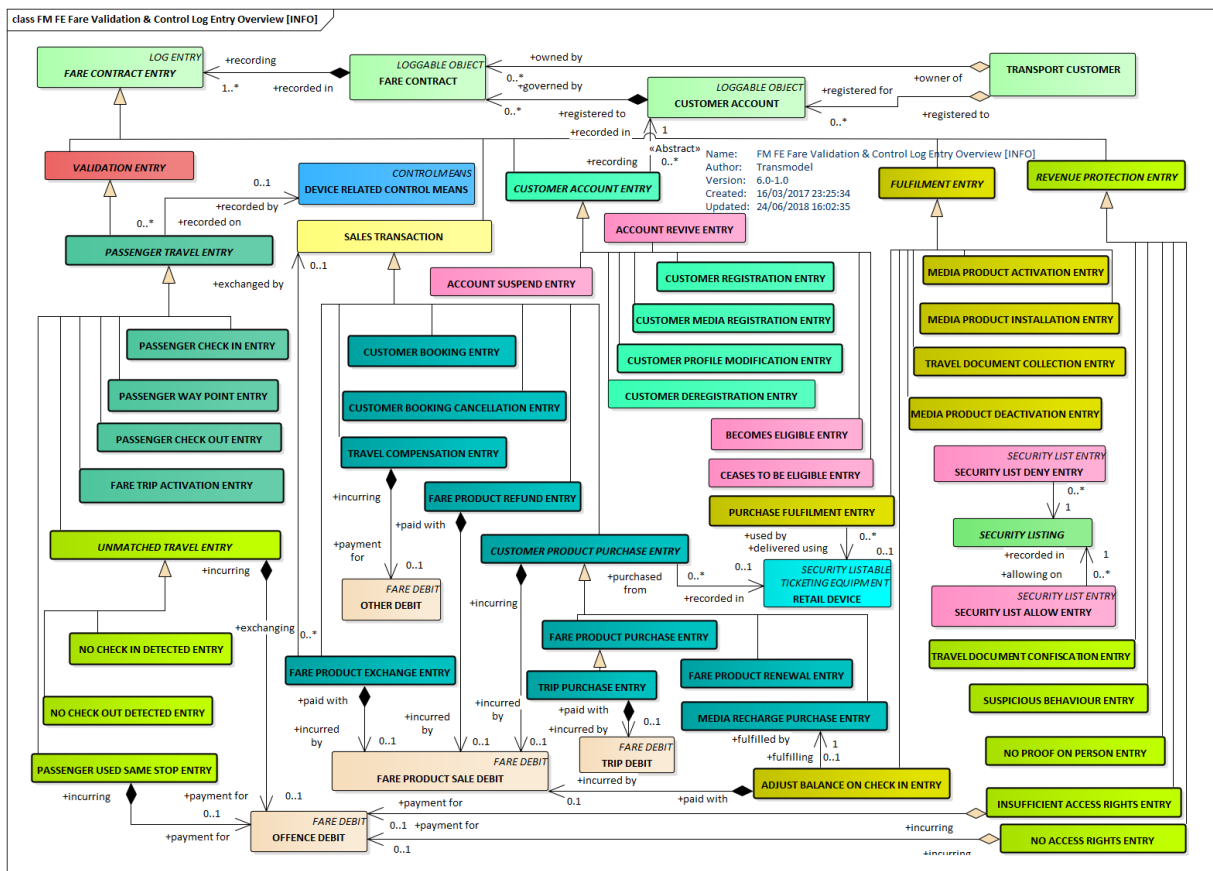 class FM FE Fare Validation & Control Log Entry Overview [INFO]
LOG ENTRY
FARE CONTRACT ENTRY
+recording
1..*
+recorded in
LOGGABLE OBJECT
FARE CONTRACT
+owned by
0..*
+governed by
0..*
+registered to
LOGGABLE OBJECT
CUSTOMER ACCOUNT
+owner of
+registered for
0..*
+registered to
TRANSPORT CUSTOMER
+recorded in
1
«Abstract»
0..*
+recording
Name: FM FE Fare Validation & Control Log Entry Overview [INFO]
Author: Transmodel
Version: 6.0-1.0
Created: 16/03/2017 23:25:34
Updated: 24/06/2018 16:02:35
VALIDATION ENTRY
CONTROL MEANS
DEVICE RELATED CONTROL MEANS
0..1
+recorded by
0..*
+recorded on
CUSTOMER ACCOUNT ENTRY
FULFILMENT ENTRY
REVENUE PROTECTION ENTRY
PASSENGER TRAVEL ENTRY
SALES TRANSACTION
0..1
+exchanged by
ACCOUNT REVIVE ENTRY
ACCOUNT SUSPEND ENTRY
CUSTOMER REGISTRATION ENTRY
MEDIA PRODUCT ACTIVATION ENTRY
CUSTOMER MEDIA REGISTRATION ENTRY
MEDIA PRODUCT INSTALLATION ENTRY
PASSENGER CHECK IN ENTRY
CUSTOMER BOOKING ENTRY
CUSTOMER PROFILE MODIFICATION ENTRY
TRAVEL DOCUMENT COLLECTION ENTRY
PASSENGER WAY POINT ENTRY
CUSTOMER BOOKING CANCELLATION ENTRY
CUSTOMER DEREGISTRATION ENTRY
MEDIA PRODUCT DEACTIVATION ENTRY
PASSENGER CHECK OUT ENTRY
TRAVEL COMPENSATION ENTRY
BECOMES ELIGIBLE ENTRY
CEASES TO BE ELIGIBLE ENTRY
SECURITY LIST ENTRY
SECURITY LIST DENY ENTRY
0..*
1
FARE TRIP ACTIVATION ENTRY
+incurring
FARE PRODUCT REFUND ENTRY
+paid with
PURCHASE FULFILMENT ENTRY
+used by
0..*
+delivered using
0..1
UNMATCHED TRAVEL ENTRY
+incurring
+payment
for
0..1
CUSTOMER PRODUCT PURCHASE ENTRY
+purchased
from
0..*
0..1
+recorded in
+incurring
SECURITY LISTABLE
TICKETING EQUIPMENT
RETAIL DEVICE
SECURITY LISTING
+recorded in
1
+allowing on
0..*
SECURITY LIST ENTRY
SECURITY LIST ALLOW ENTRY
FARE DEBIT
OTHER DEBIT
+exchanging
0..*
NO CHECK IN DETECTED ENTRY
FARE PRODUCT PURCHASE ENTRY
TRAVEL DOCUMENT CONFISCATION ENTRY
FARE PRODUCT EXCHANGE ENTRY
+paid with
FARE PRODUCT RENEWAL ENTRY
TRIP PURCHASE ENTRY
+paid with
SUSPICIOUS BEHAVIOUR ENTRY
NO CHECK OUT DETECTED ENTRY
+incurred
by
0..1
+incurred
by
0..1
+incurred
by
0..1
0..1
+incurred by
MEDIA RECHARGE PURCHASE ENTRY
+fulfilled by
1
0..1
+fulfilling
NO PROOF ON PERSON ENTRY
PASSENGER USED SAME STOP ENTRY
+incurring
FARE DEBIT
FARE PRODUCT SALE DEBIT
FARE DEBIT
TRIP DEBIT
+incurred by
0.1
+paid with
ADJUST BALANCE ON CHECK IN ENTRY
+payment for
0..1
0..1
+payment for
FARE DEBIT
OFFENCE DEBIT
+payment for
0..1
+payment for
0..1
INSUFFICIENT ACCESS RIGHTS ENTRY
+incurring
NO ACCESS RIGHTS ENTRY
+incurring